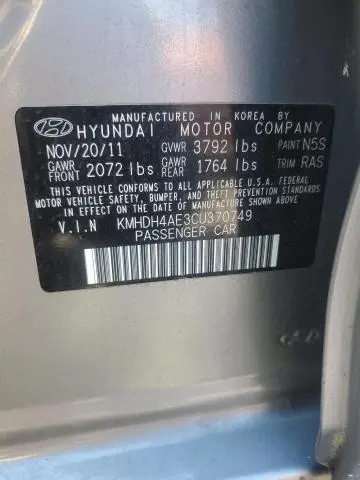 MANUFACTURED IN KOREA BY
HYUNDAI MOTOR COMPANY
NOV/20/11 GVWR 3792 lbs PAINT N5S
GAWR FRONT 2072 lbs GAWR REAR 1764 lbs TRIM RAS
THIS VEHICLE CONFORMS TO ALL APPLICABLE U.S.A. FEDERAL
MOTOR VEHICLE SAFETY, BUMPER, AND THEFT PREVENTION
STANDARDS IN EFFECT ON THE DATE OF MANUFACTURE SHOWN ABOVE.
V.I.N KMHDH4AE3CU370749
PASSENGER CAR